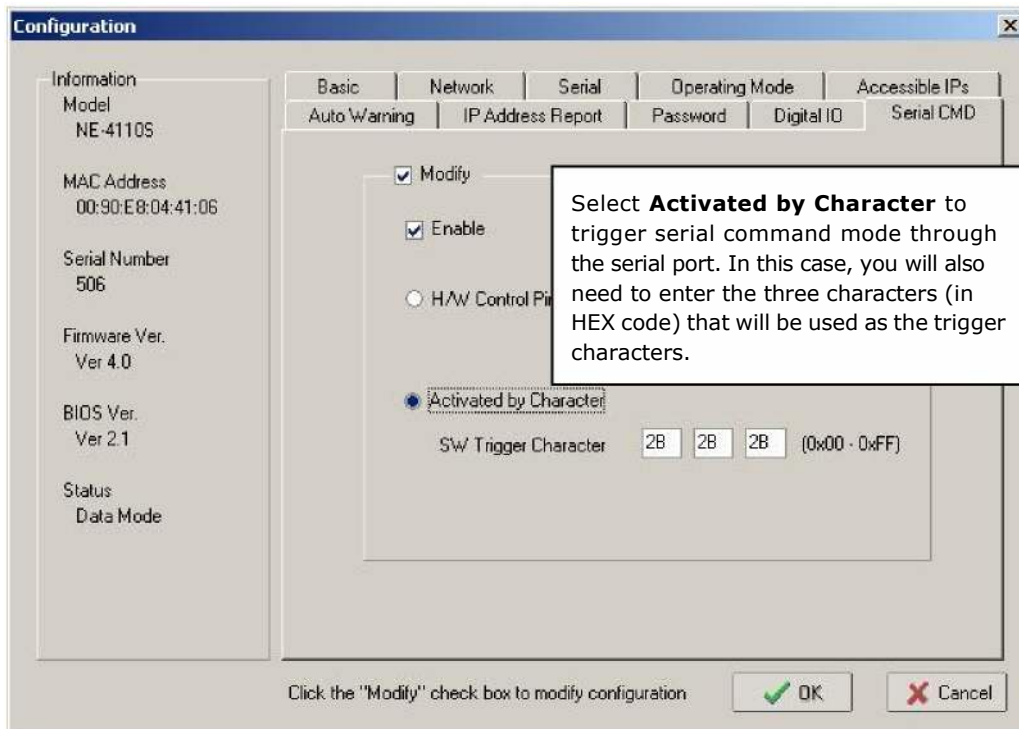 Configuration
Information
Model
NE-4110S
MAC Address
00:90:E8:04:41:06
Serial Number
506
Firmware Ver.
Ver 4.0
BIOS Ver.
Ver 2.1
Status
Data Mode
Basic Network Serial Operating Mode Accessible IPs
Auto Warning IP Address Report Password Digital IO Serial CMD
Modify
Enable
H/W Control
Select Activated by Character to
trigger serial command mode through
the serial port. In this case, you will also
need to enter the three characters (in
HEX code) that will be used as the trigger
characters.
Activated by Character
SW Trigger Character 2B 2B 2B (0x00 - 0xFF)
Click the "Modify" check box to modify configuration
OK
Cancel